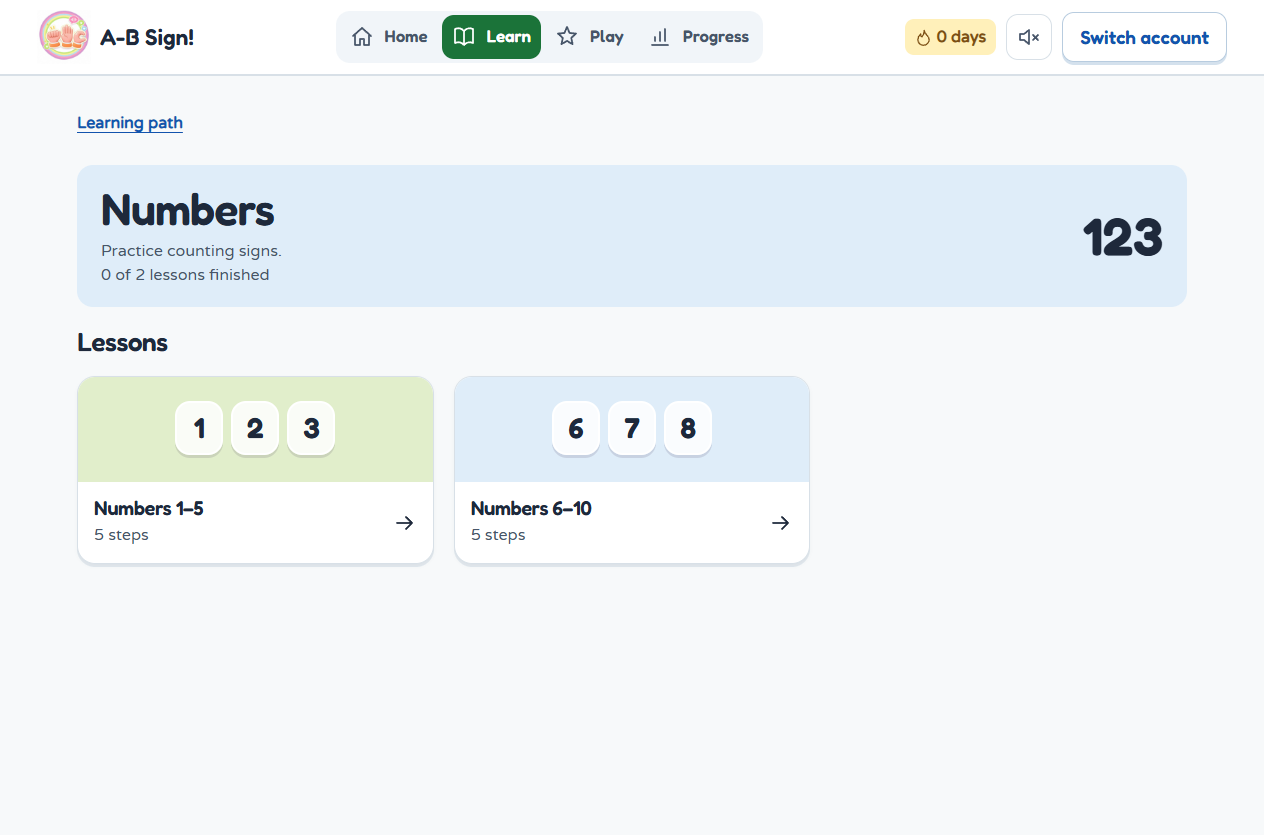 A-B Sign!
Home
Learn
Play
Progress
0 days
Switch account
Learning path
Numbers
Practice counting signs.
0 of 2 lessons finished
123
Lessons
1 2 3
Numbers 1–5
5 steps
6 7 8
Numbers 6–10
5 steps